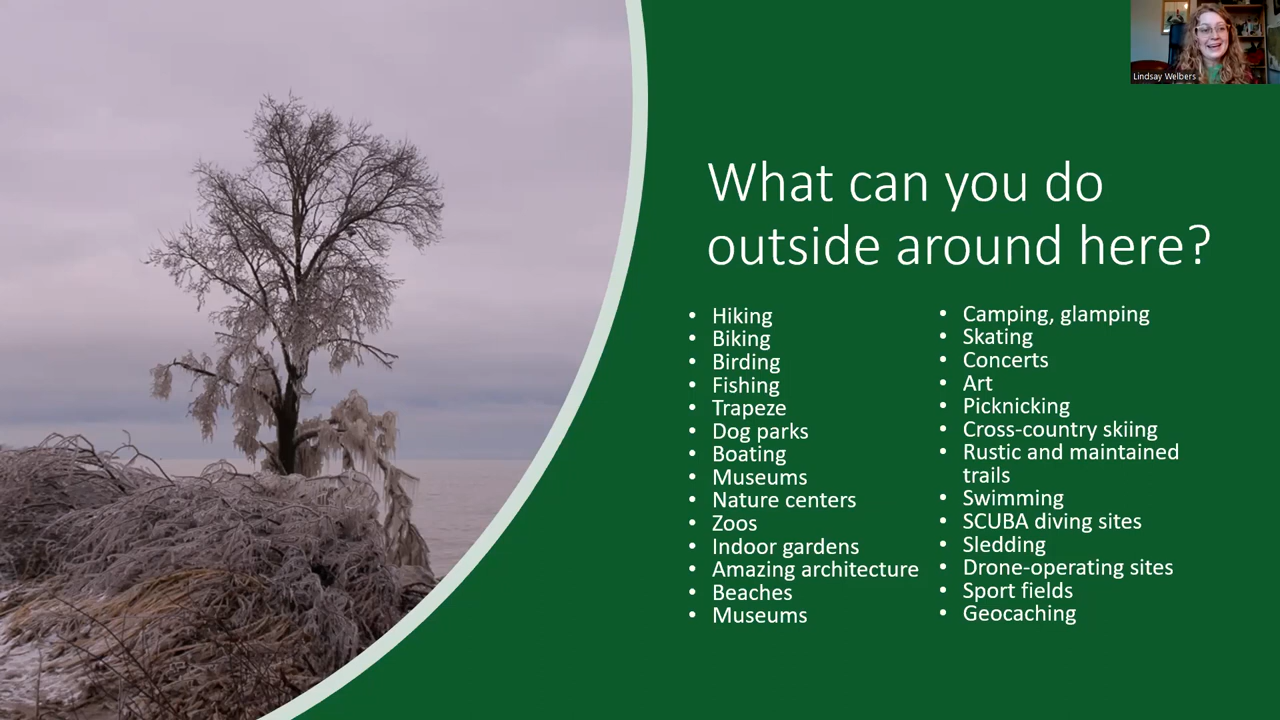 Lindsay Welbers
What can you do
outside around here?
• Hiking
• Biking
• Birding
• Fishing
• Trapeze
• Dog parks
• Boating
• Museums
• Nature centers
• Zoos
• Indoor gardens
• Amazing architecture
• Beaches
• Museums
• Camping, glamping
• Skating
• Concerts
• Art
• Picknicking
• Cross-country skiing
• Rustic and maintained
trails
• Swimming
• SCUBA diving sites
• Sledding
• Drone-operating sites
• Sport fields
• Geocaching